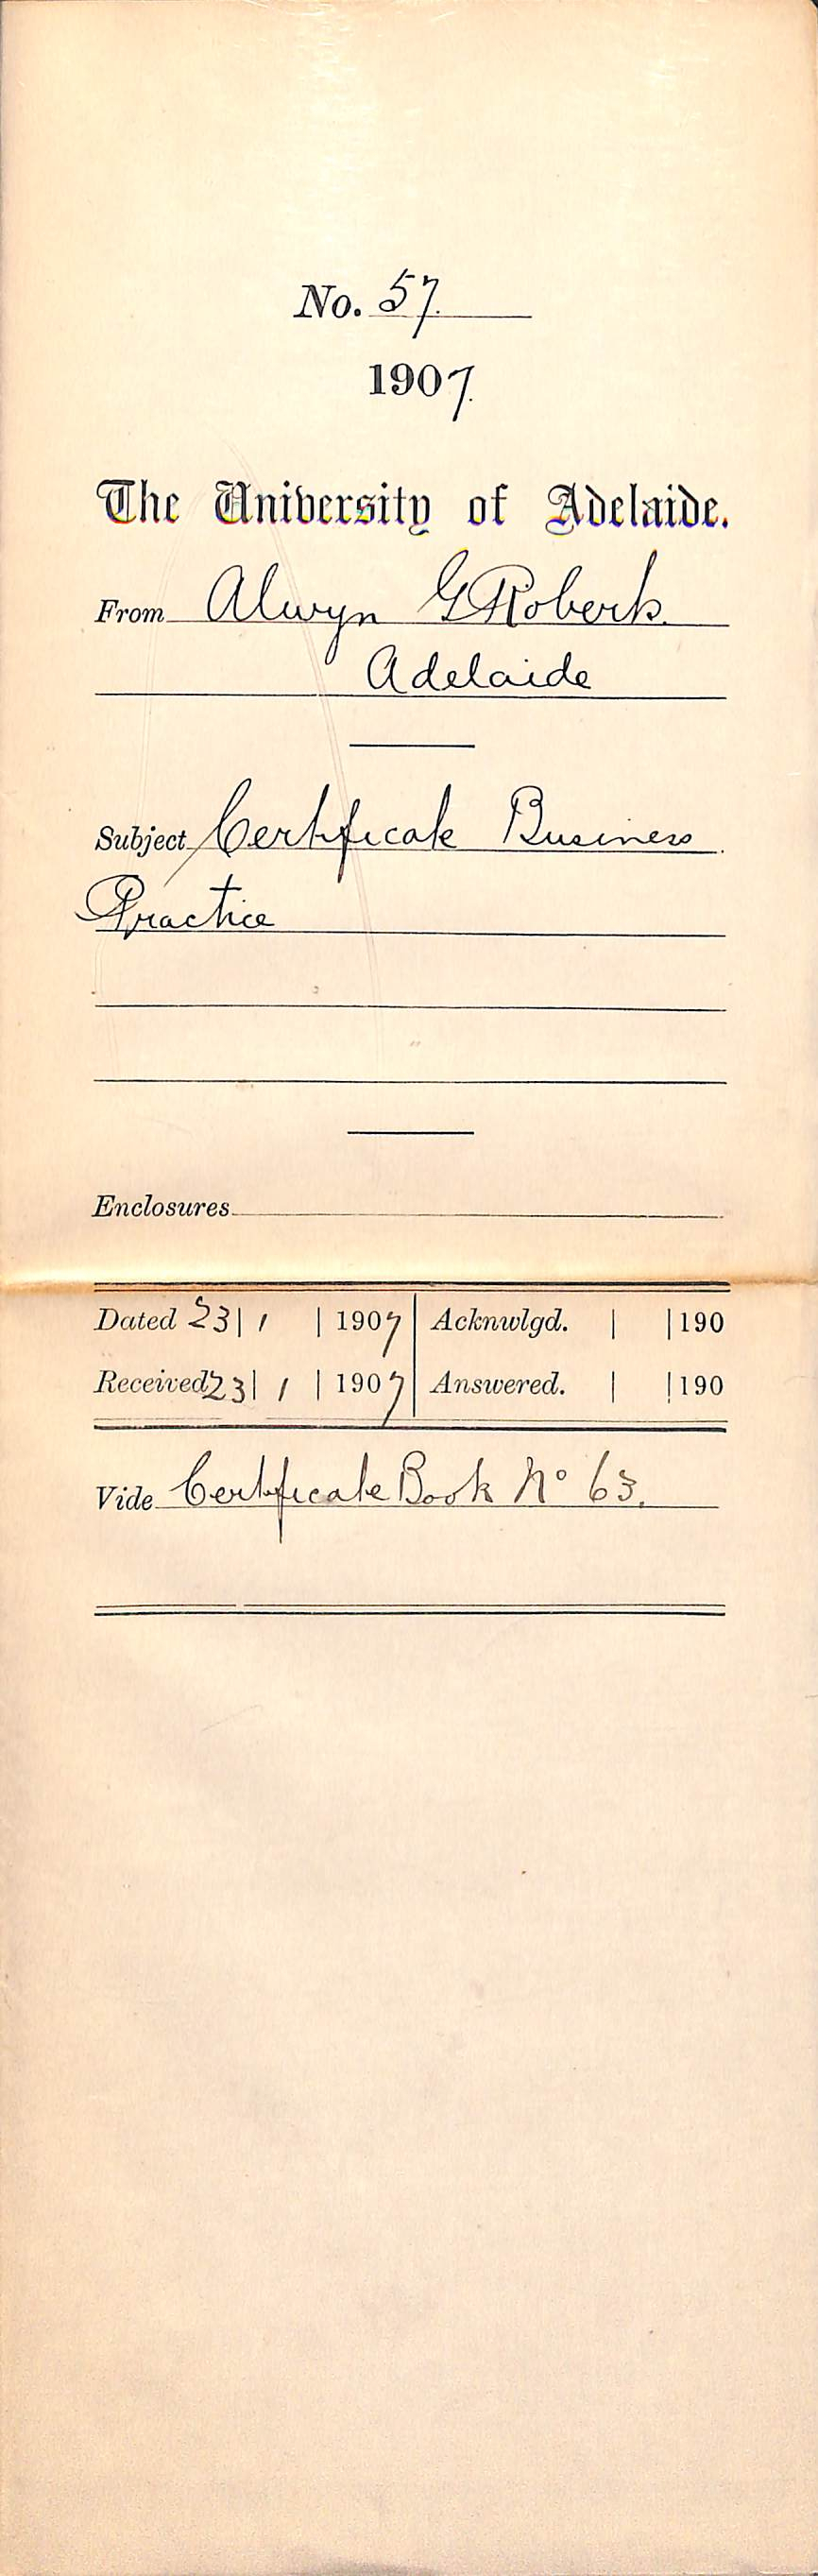 No. 57.
1907.
The University of Adelaide.
From Alwyn G Roberts.
Adelaide
Subject Certificate Business
Practice
Enclosures
Dated 23 | 1 | 1907 Acknwlgd. | | 190
Received 23 | 1 | 1907 Answered. | | 190
Vide Certificate Book No 63.